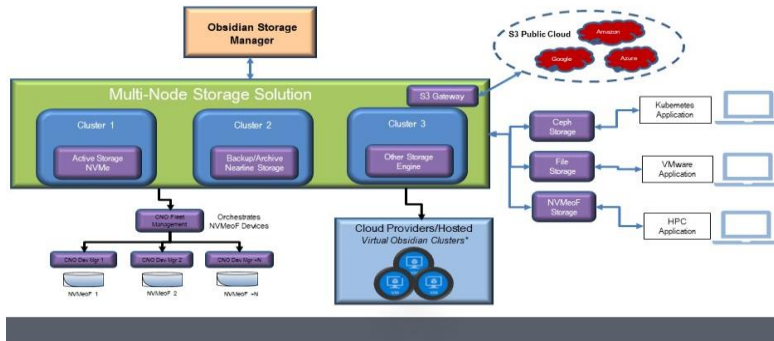 Obsidian Storage
Manager
S3 Public Cloud
Amazon
Google
Azure
Multi-Node Storage Solution
S3 Gateway
Cluster 1
Active Storage
NVMe
Cluster 2
Backup/Archive
Nearline Storage
Cluster 3
Other Storage
Engine
Ceph
Storage
File
Storage
NVMeoF
Storage
Kubernetes
Application
VMware
Application
HPC
Application
CNO Fleet
Management
Orchestrates
NVMeoF Devices
CNO Dev Mgr 1
CNO Dev Mgr 2
CNO Dev Mgr +N
NVMeoF 1
NVMeoF 2
NVMeoF +N
Cloud Providers/Hosted
Virtual Obsidian Clusters*